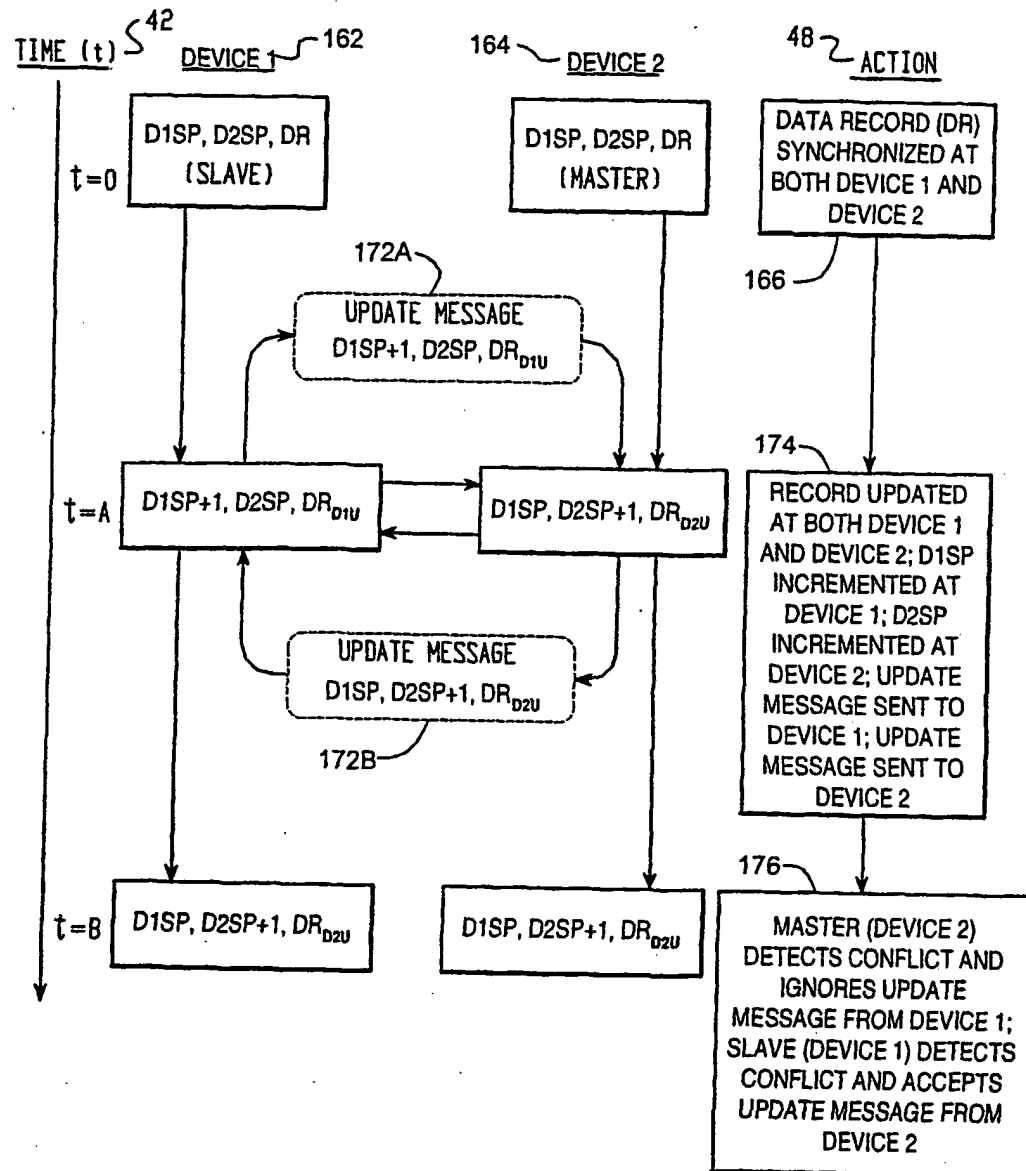 TIME (t) 42
DEVICE 1 162
164 DEVICE 2
48 ACTION
t=0
D1SP, D2SP, DR
(SLAVE)
D1SP, D2SP, DR
(MASTER)
DATA RECORD (DR)
SYNCHRONIZED AT
BOTH DEVICE 1 AND
DEVICE 2
166
172A
UPDATE MESSAGE
D1SP+1, D2SP, DRD1U
t=A
D1SP+1, D2SP, DRD1U
D1SP, D2SP+1, DRD2U
174
RECORD UPDATED
AT BOTH DEVICE 1
AND DEVICE 2; D1SP
INCREMENTED AT
DEVICE 1; D2SP
INCREMENTED AT
DEVICE 2; UPDATE
MESSAGE SENT TO
DEVICE 1; UPDATE
MESSAGE SENT TO
DEVICE 2
UPDATE MESSAGE
D1SP, D2SP+1, DRD2U
172B
t=B
D1SP, D2SP+1, DRD2U
D1SP, D2SP+1, DRD2U
176
MASTER (DEVICE 2)
DETECTS CONFLICT AND
IGNORES UPDATE
MESSAGE FROM DEVICE 1;
SLAVE (DEVICE 1) DETECTS
CONFLICT AND ACCEPTS
UPDATE MESSAGE FROM
DEVICE 2